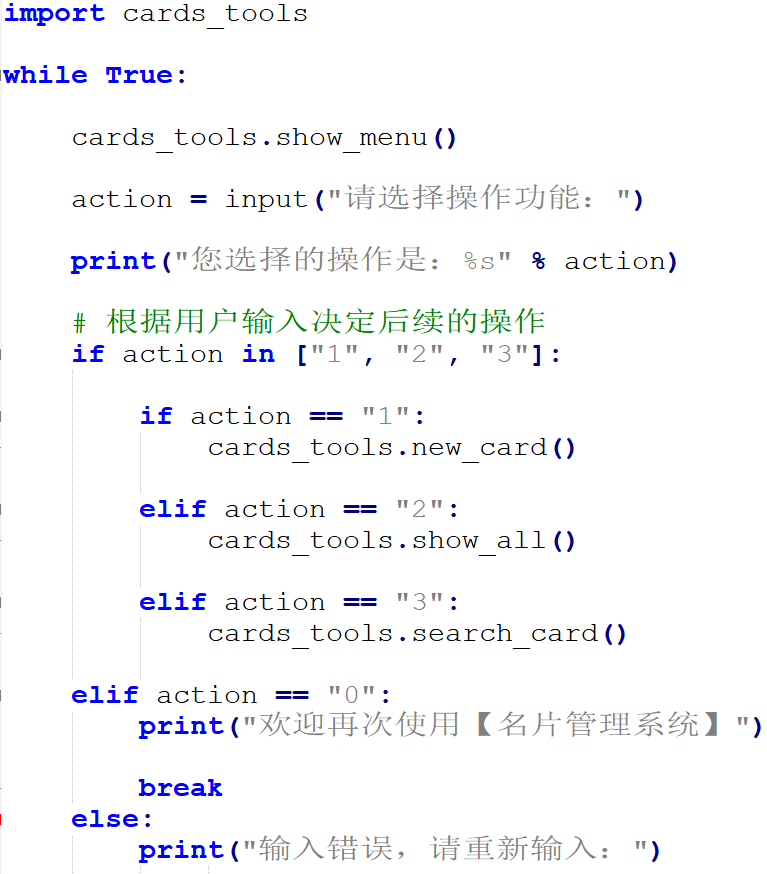 import cards_tools
while True:
    cards_tools.show_menu()
    action = input("请选择操作功能：")
    print("您选择的操作是：%s" % action)
    # 根据用户输入决定后续的操作
    if action in ["1", "2", "3"]:
        if action == "1":
            cards_tools.new_card()
        elif action == "2":
            cards_tools.show_all()
        elif action == "3":
            cards_tools.search_card()
    elif action == "0":
        print("欢迎再次使用【名片管理系统】")
        break
    else:
        print("输入错误，请重新输入：")